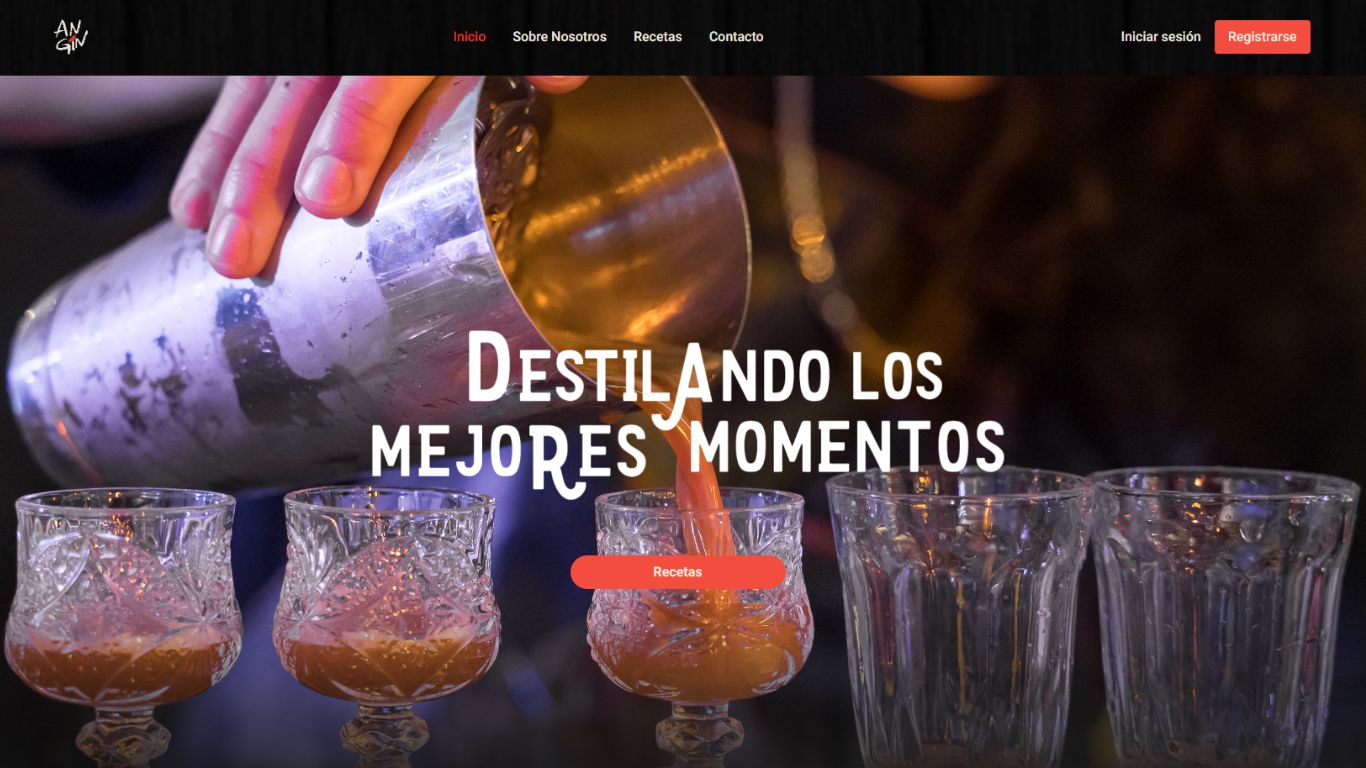 AN
GIN
Inicio
Sobre Nosotros
Recetas
Contacto
Iniciar sesión
Registrarse
DESTILANDO LOS
MEJORES MOMENTOS
Recetas